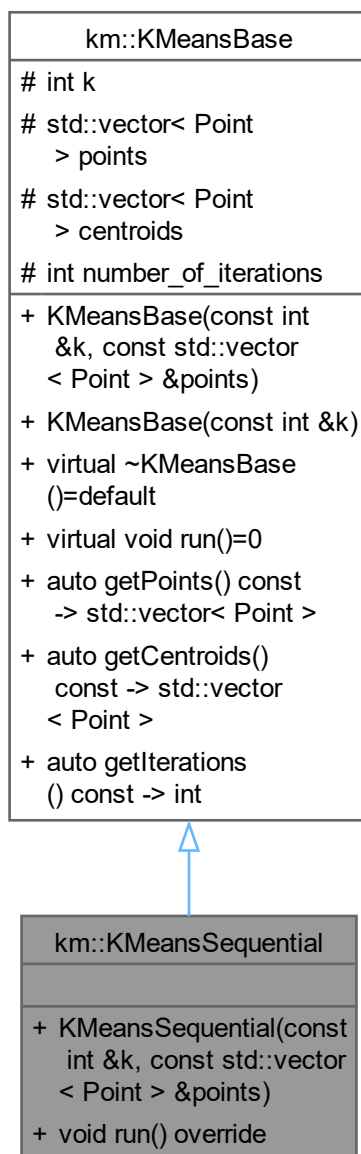 km::KMeansBase
# int k
# std::vector< Point
> points
# std::vector< Point
> centroids
# int number_of_iterations
+ KMeansBase(const int
&k, const std::vector
< Point > &points)
+ KMeansBase(const int &k)
+ virtual ~KMeansBase
()=default
+ virtual void run()=0
+ auto getPoints() const
-> std::vector< Point >
+ auto getCentroids()
const -> std::vector
< Point >
+ auto getIterations
() const -> int
km::KMeansSequential
+ KMeansSequential(const
int &k, const std::vector
< Point > &points)
+ void run() override